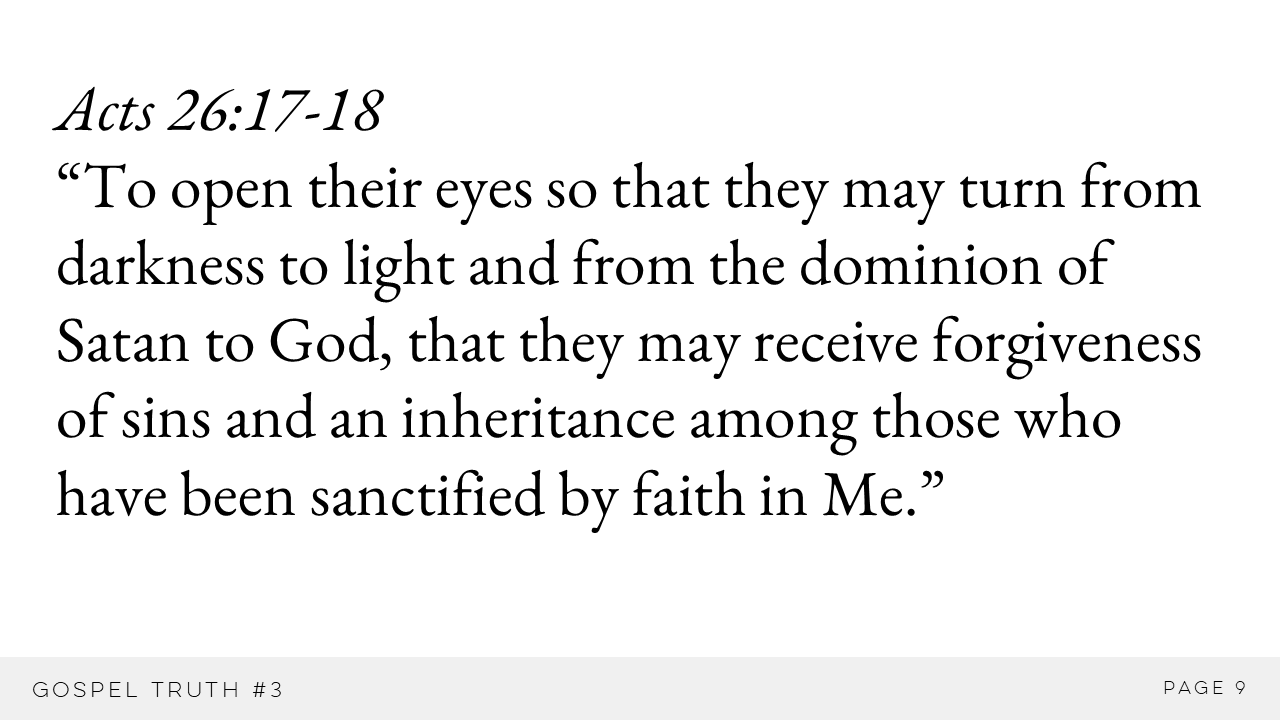 Acts 26:17-18
“To open their eyes so that they may turn from
darkness to light and from the dominion of
Satan to God, that they may receive forgiveness
of sins and an inheritance among those who
have been sanctified by faith in Me.”
GOSPEL TRUTH #3
PAGE 9